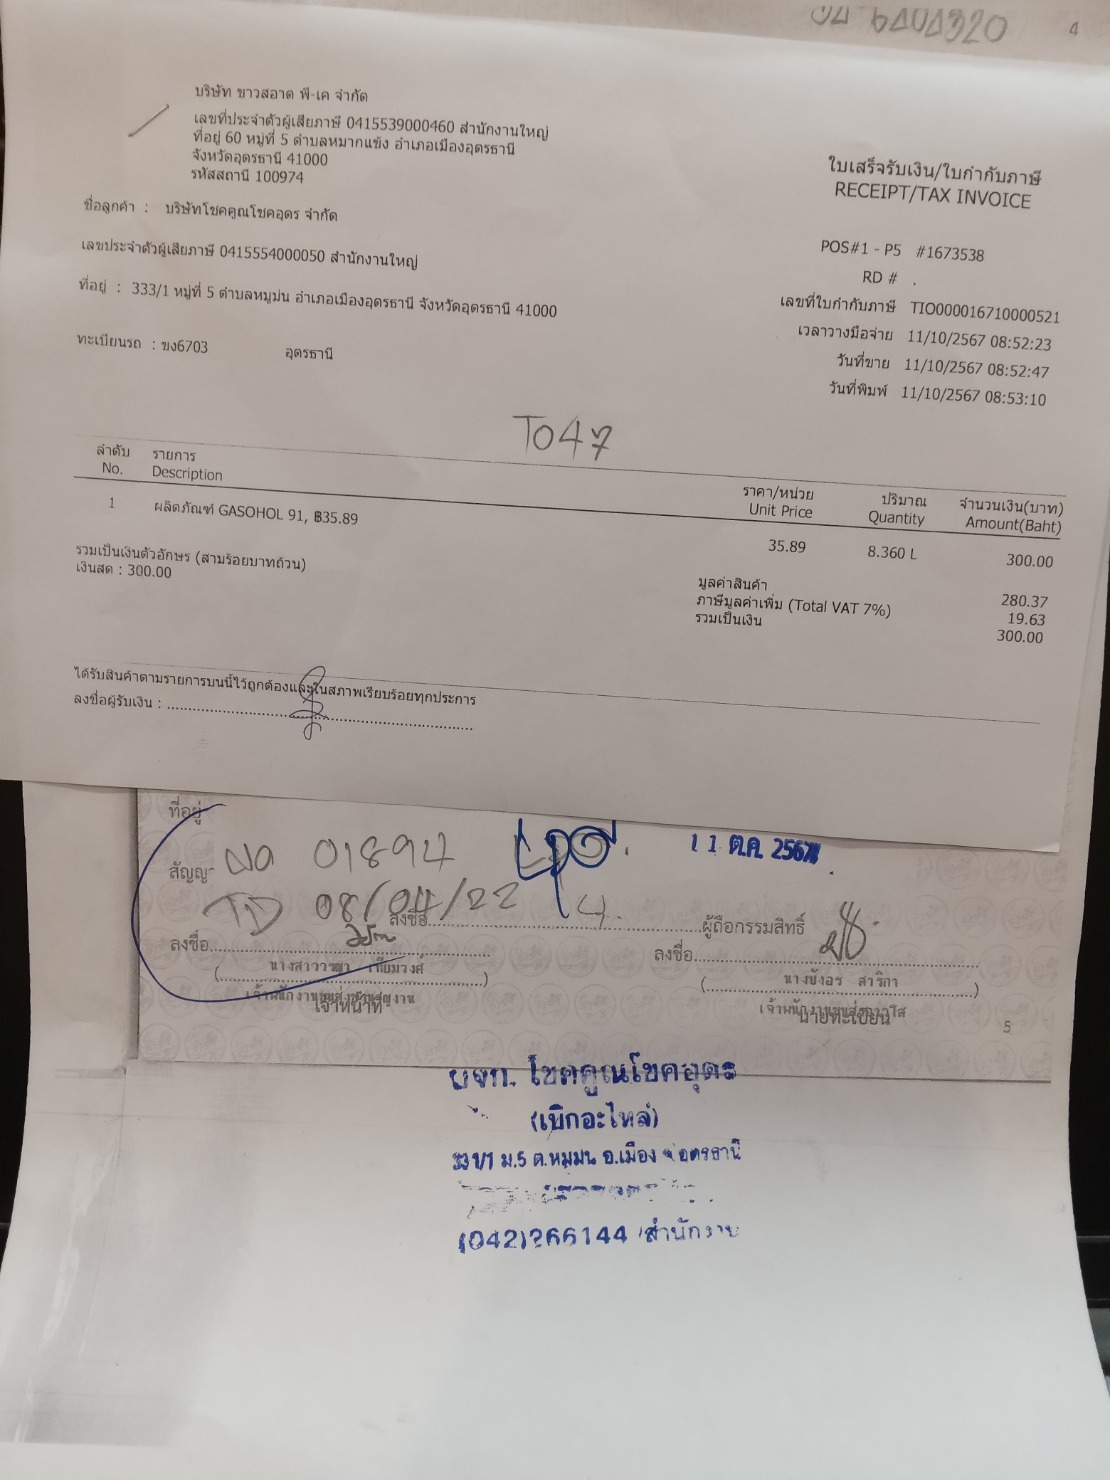 6404320
4
บริษัท ขาวสอาด พี-เค จำกัด
เลขที่ประจำตัวผู้เสียภาษี 0415539000460 สำนักงานใหญ่
ที่อยู่ 60 หมู่ที่ 5 ตำบลหมากแข้ง อำเภอเมืองอุดรธานี
จังหวัดอุดรธานี 41000
รหัสสถานี 100974
ใบเสร็จรับเงิน/ใบกำกับภาษี
RECEIPT/TAX INVOICE
ชื่อลูกค้า : บริษัทโชคคูณโชคอุดร จำกัด
เลขประจำตัวผู้เสียภาษี 0415554000050 สำนักงานใหญ่
ที่อยู่ : 333/1 หมู่ที่ 5 ตำบลหมูม่น อำเภอเมืองอุดรธานี จังหวัดอุดรธานี 41000
ทะเบียนรถ : ขง6703 อุดรธานี
POS#1 - P5 #1673538
RD # .
เลขที่ใบกำกับภาษี TIO000016710000521
เวลาวางมือจ่าย 11/10/2567 08:52:23
วันที่ขาย 11/10/2567 08:52:47
วันที่พิมพ์ 11/10/2567 08:53:10
T047
ลำดับ รายการ ราคา/หน่วย ปริมาณ จำนวนเงิน(บาท)
No. Description Unit Price Quantity Amount(Baht)
1 ผลิตภัณฑ์ GASOHOL 91, ฿35.89 35.89 8.360 L 300.00
รวมเป็นเงินตัวอักษร (สามร้อยบาทถ้วน)
เงินสด : 300.00
มูลค่าสินค้า 280.37
ภาษีมูลค่าเพิ่ม (Total VAT 7%) 19.63
รวมเป็นเงิน 300.00
ได้รับสินค้าตามรายการบนนี้ไว้ถูกต้องและในสภาพเรียบร้อยทุกประการ
ลงชื่อผู้รับเงิน :
ที่อยู่
11 ต.ค. 2567
สัญญ 01894
08/04/22
ลงชื่อ ผู้ถือกรรมสิทธิ์
ลงชื่อ ลงชื่อ
นางบังอร สาริกา
เจ้าหน้าที่ นายทะเบียน
5
บจก. โชคคูณโชคอุดร
(เบิกอะไหล่)
333/1 ม.5 ต.หมูม่น อ.เมือง จ.อุดรธานี
(042)266144 สำนักงาน